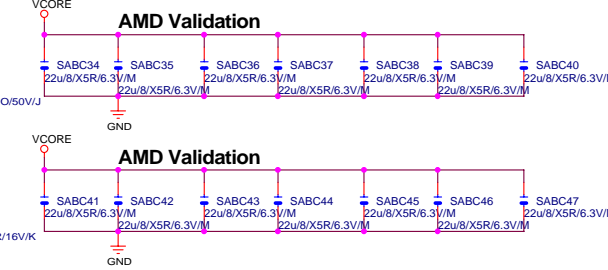 VCORE
AMD Validation
SABC34 SABC35 SABC36 SABC37 SABC38 SABC39 SABC40
22u/8/X5R/6.3V/M 22u/8/X5R/6.3V/M 22u/8/X5R/6.3V/M 22u/8/X5R/6.3V/
22u/8/X5R/6.3V/M 22u/8/X5R/6.3V/M 22u/8/X5R/6.3V/M
O/50V/J
GND
VCORE
AMD Validation
SABC41 SABC42 SABC43 SABC44 SABC45 SABC46 SABC47
22u/8/X5R/6.3V/M 22u/8/X5R/6.3V/M 22u/8/X5R/6.3V/M 22u/8/X5R/6.3V/
22u/8/X5R/6.3V/M 22u/8/X5R/6.3V/M 22u/8/X5R/6.3V/M
/16V/K
GND